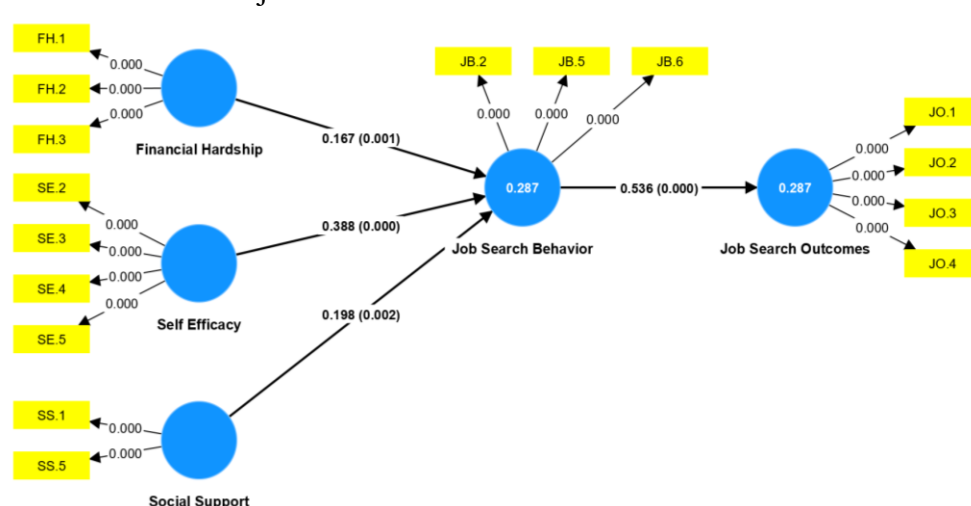 FH.1
0.000
FH.2
0.000
0.000
FH.3
Financial Hardship
0.167 (0.001)
SE.2
0.000
SE.3
0.000
SE.4
0.000
0.000
SE.5
Self Efficacy
0.388 (0.000)
SS.1
0.000
0.000
SS.5
Social Support
0.198 (0.002)
JB.2
JB.5
JB.6
0.000
0.000
0.000
0.287
Job Search Behavior
0.536 (0.000)
0.287
Job Search Outcomes
JO.1
0.000
JO.2
0.000
0.000
JO.3
0.000
JO.4